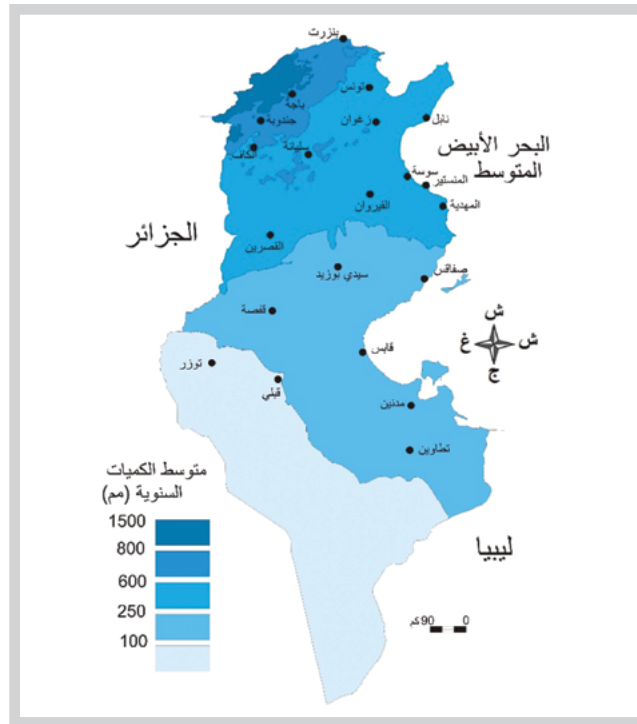 بنزرت
تونس
باجة
نابل
جندوبة
زغوان
الكاف
سليانة
البحر الأبيض
المتوسط
سوسة
المنستير
المهدية
القيروان
الجزائر
القصرين
سيدي بوزيد
صفاقس
قفصة
ش
غ
ش
ج
قابس
توزر
قبلي
مدنين
تطاوين
متوسط الكميات
السنوية (مم)
1500
800
600
250
100
ليبيا
90كم 0